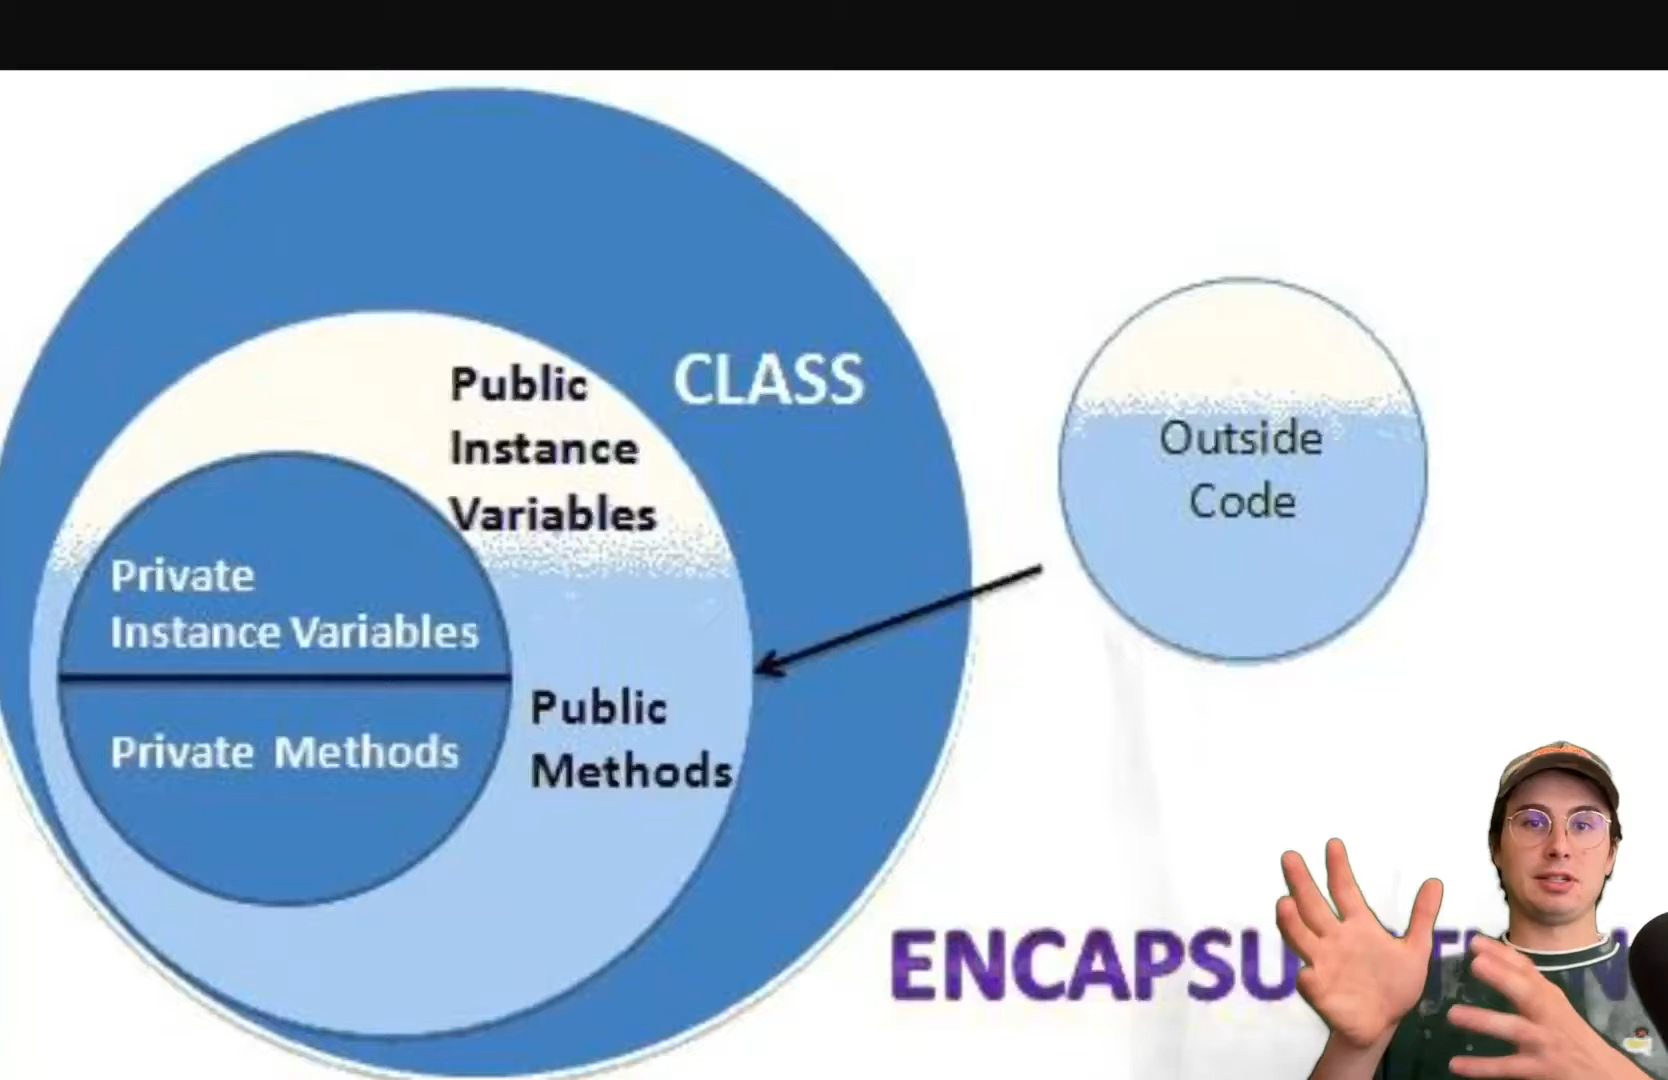 Public
Instance
Variables
CLASS
Private
Instance Variables
Private Methods
Public
Methods
Outside
Code